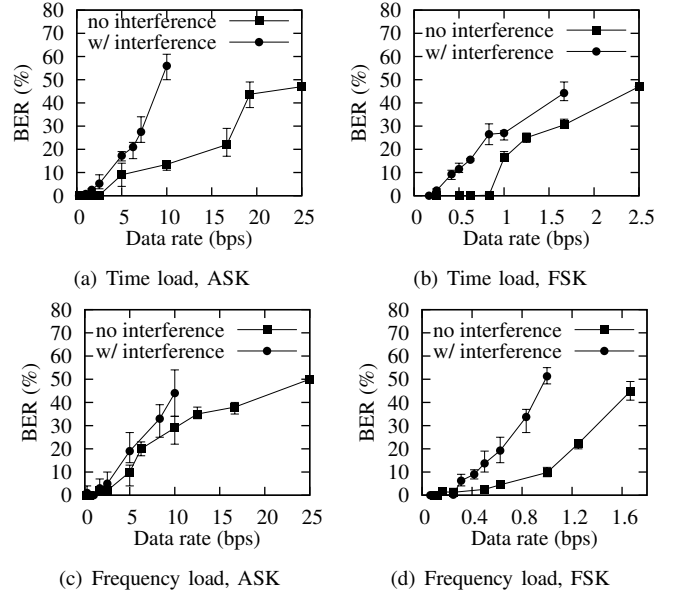 80
70
60
50
40
30
20
10
0
BER (%)
no interference
w/ interference
0 5 10 15 20 25
Data rate (bps)
(a) Time load, ASK
80
70
60
50
40
30
20
10
0
BER (%)
no interference
w/ interference
0 0.5 1.0 1.5 2 2.5
Data rate (bps)
(b) Time load, FSK
80
70
60
50
40
30
20
10
0
BER (%)
no interference
w/ interference
0 5 10 15 20 25
Data rate (bps)
(c) Frequency load, ASK
80
70
60
50
40
30
20
10
0
BER (%)
no interference
w/ interference
0 0.4 0.8 1.2 1.6
Data rate (bps)
(d) Frequency load, FSK